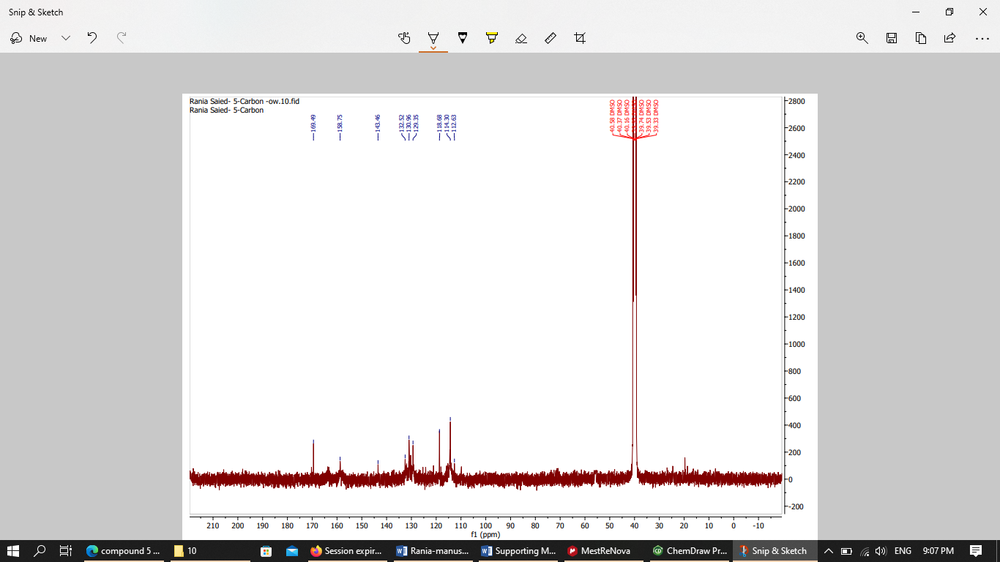 Snip & Sketch
New
Rania Saied- 5-Carbon -ow.10.fid
Rania Saied- 5-Carbon
169.49
158.75
143.46
132.52
130.96
129.35
118.68
114.30
112.63
40.58 DMSO
40.37 DMSO
40.16 DMSO
39.74 DMSO
39.53 DMSO
39.33 DMSO
2800
2600
2400
2200
2000
1800
1600
1400
1200
1000
800
600
400
200
0
-200
210 200 190 180 170 160 150 140 130 120 110 100 90 80 70 60 50 40 30 20 10 0 -10
f1 (ppm)
compound 5 ... 10 Session expir... Rania-manus... Supporting M... MestReNova ChemDraw Pr... Snip & Sketch ENG 9:07 PM